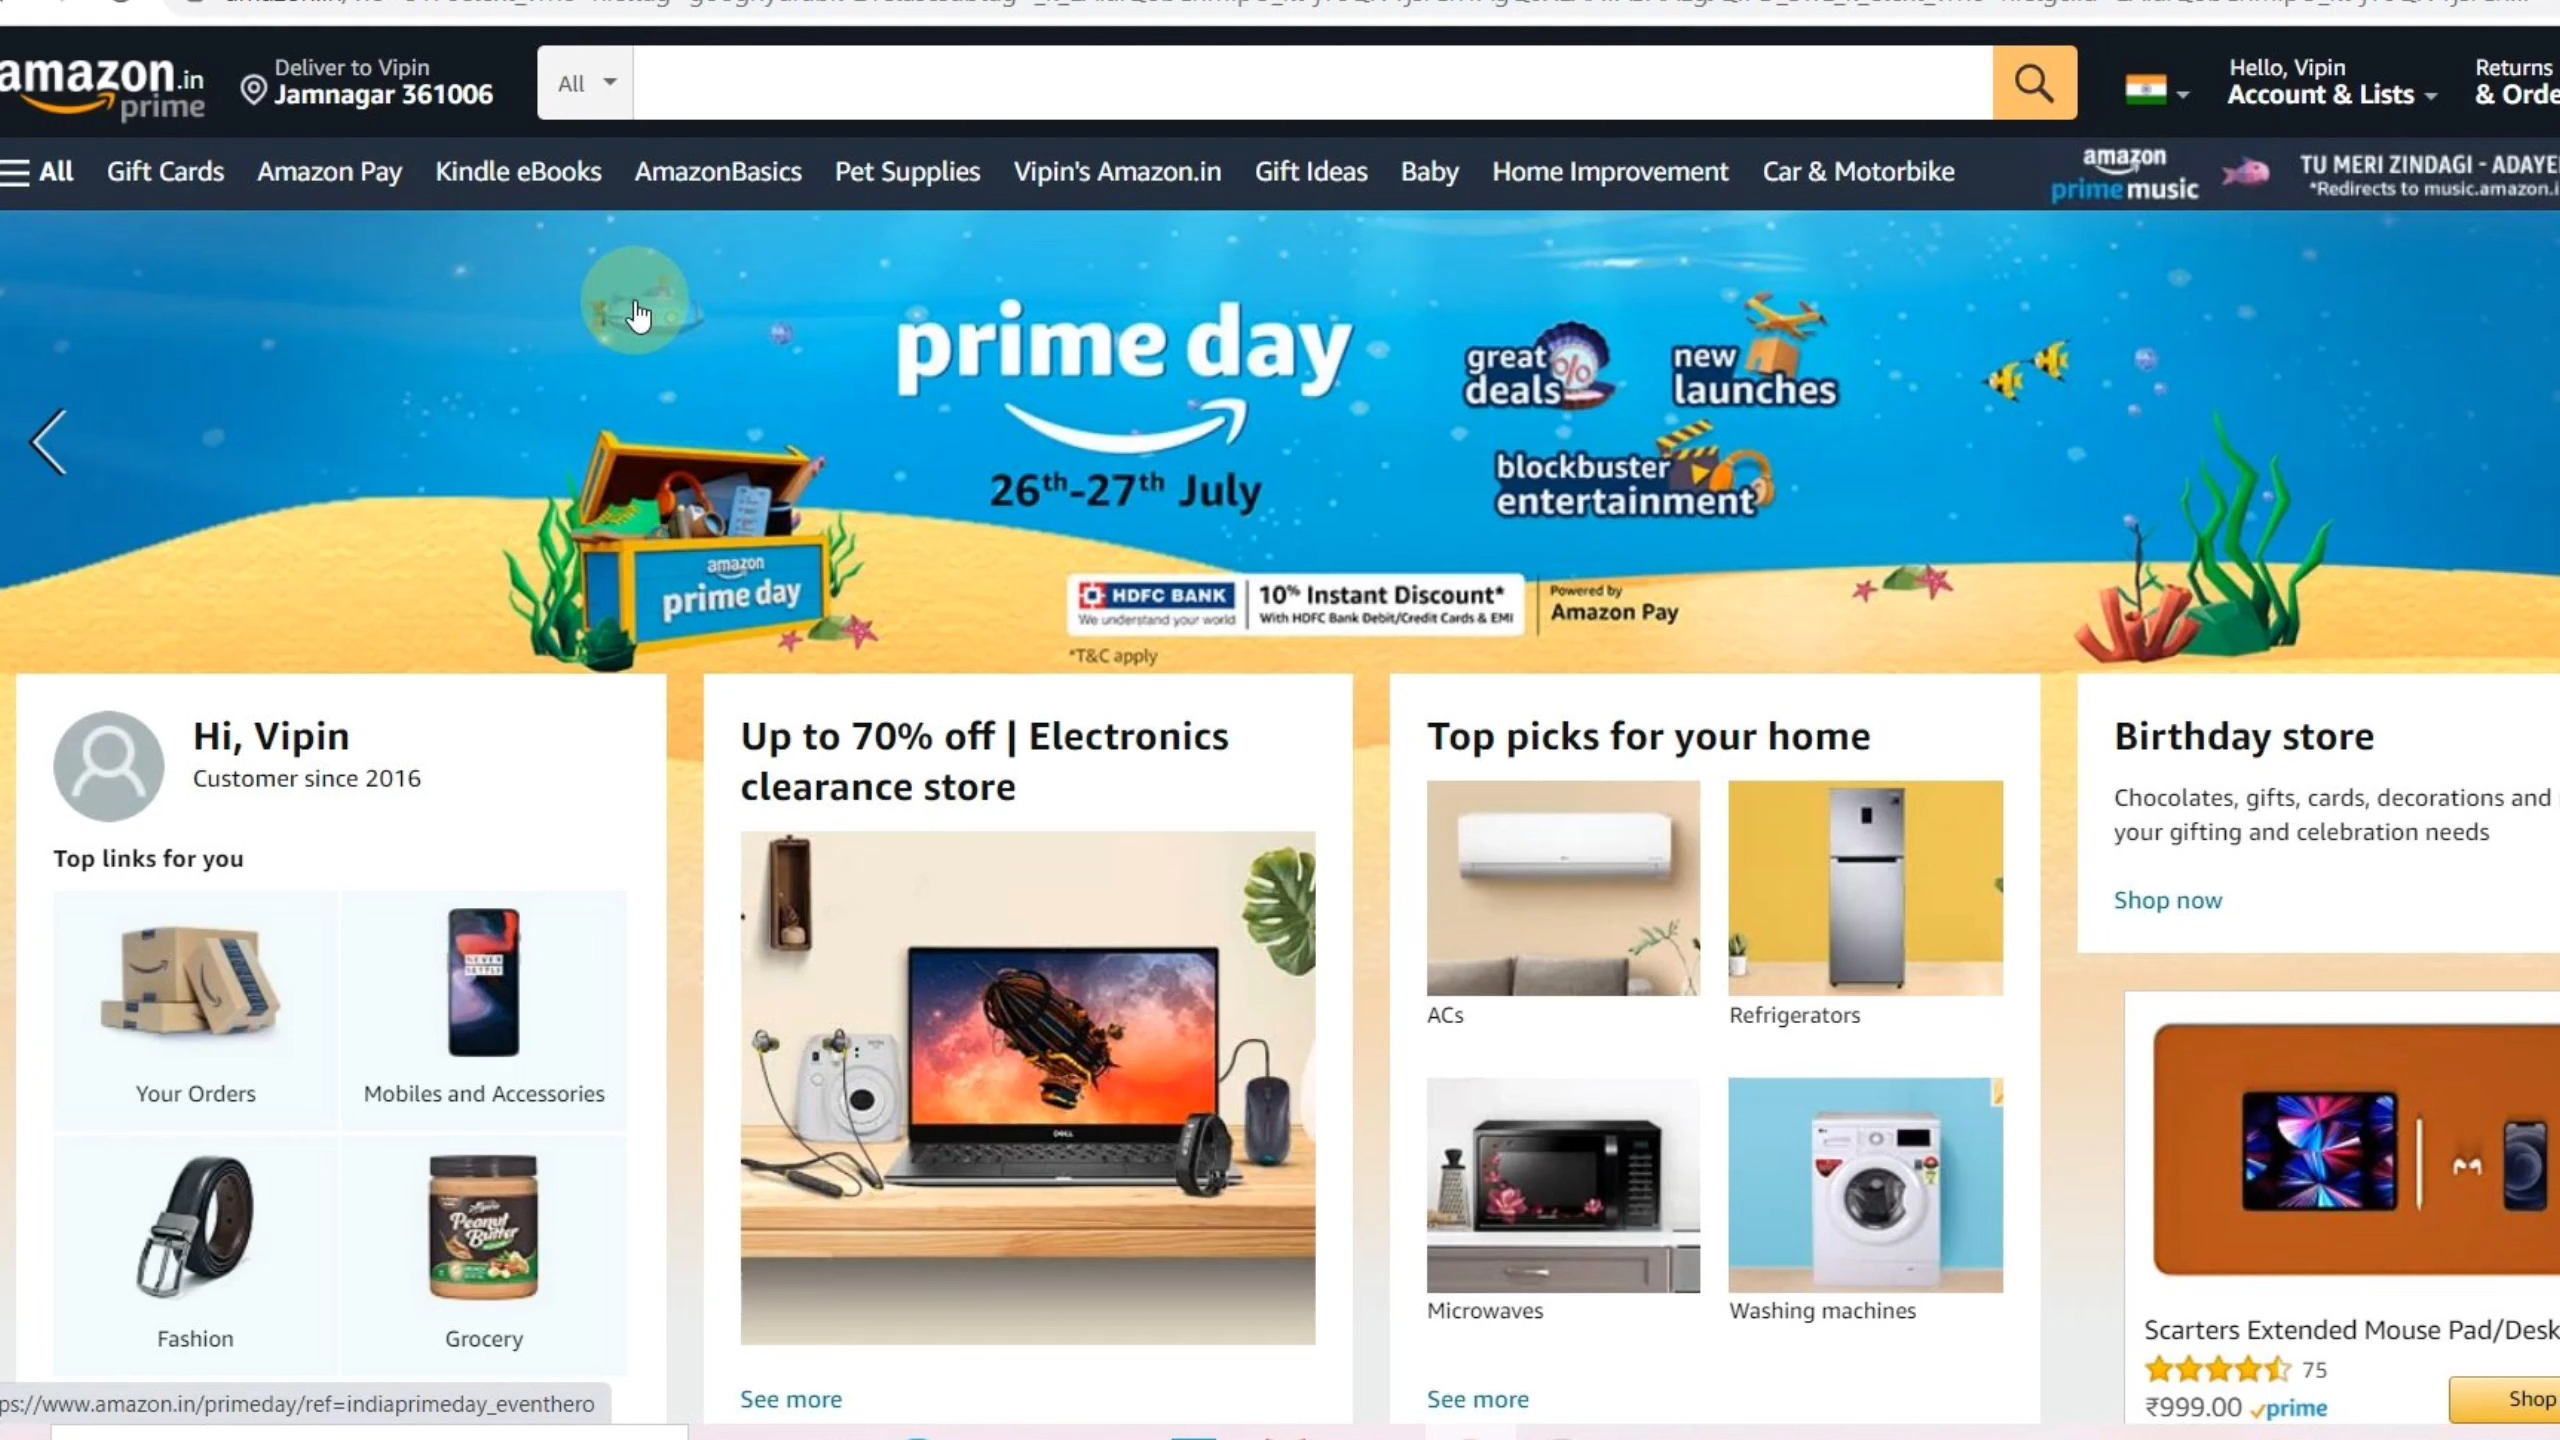 amazon.in
prime
Deliver to Vipin
Jamnagar 361006
All
Hello, Vipin
Account & Lists
Returns
& Orde
All
Gift Cards
Amazon Pay
Kindle eBooks
AmazonBasics
Pet Supplies
Vipin's Amazon.in
Gift Ideas
Baby
Home Improvement
Car & Motorbike
amazon
prime music
TU MERI ZINDAGI - ADAYE
*Redirects to music.amazon.i
prime day
26th-27th July
great
deals
%
new
launches
blockbuster
entertainment
amazon
prime day
HDFC BANK
We understand your world
10% Instant Discount*
With HDFC Bank Debit/Credit Cards & EMI
Powered by
Amazon Pay
*T&C apply
Hi, Vipin
Customer since 2016
Top links for you
NEVER
SETTLE
Your Orders
Mobiles and Accessories
Peanut
Butter
Fashion
Grocery
Up to 70% off | Electronics
clearance store
DELL
See more
Top picks for your home
ACs
Refrigerators
Microwaves
Washing machines
See more
Birthday store
Chocolates, gifts, cards, decorations and
your gifting and celebration needs
Shop now
Scarters Extended Mouse Pad/Desk
75
₹999.00 prime
Shop
ps://www.amazon.in/primeday/ref=indiaprimeday_eventhero